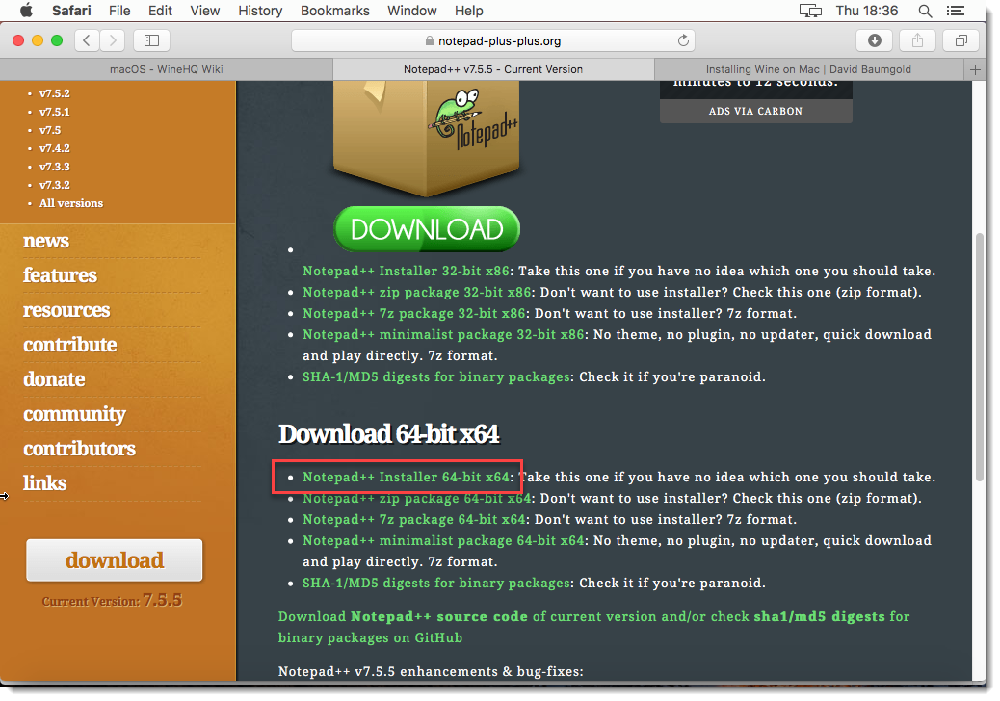 Safari File Edit View History Bookmarks Window Help Thu 18:36
notepad-plus-plus.org
macOS - WineHQ Wiki Notepad++ v7.5.5 - Current Version Installing Wine on Mac | David Baumgold
v7.5.2
v7.5.1
v7.5
v7.4.2
v7.3.3
v7.3.2
All versions
news
features
resources
contribute
donate
community
contributors
links
download
Current Version: 7.5.5
minutes to 12 seconds.
ADS VIA CARBON
Notepad++
DOWNLOAD
Notepad++ Installer 32-bit x86: Take this one if you have no idea which one you should take.
Notepad++ zip package 32-bit x86: Don't want to use installer? Check this one (zip format).
Notepad++ 7z package 32-bit x86: Don't want to use installer? 7z format.
Notepad++ minimalist package 32-bit x86: No theme, no plugin, no updater, quick download
and play directly. 7z format.
SHA-1/MD5 digests for binary packages: Check it if you're paranoid.
Download 64-bit x64
Notepad++ Installer 64-bit x64: Take this one if you have no idea which one you should take.
Notepad++ zip package 64-bit x64: Don't want to use installer? Check this one (zip format).
Notepad++ 7z package 64-bit x64: Don't want to use installer? 7z format.
Notepad++ minimalist package 64-bit x64: No theme, no plugin, no updater, quick download
and play directly. 7z format.
SHA-1/MD5 digests for binary packages: Check it if you're paranoid.
Download Notepad++ source code of current version and/or check sha1/md5 digests for
binary packages on GitHub
Notepad++ v7.5.5 enhancements & bug-fixes: